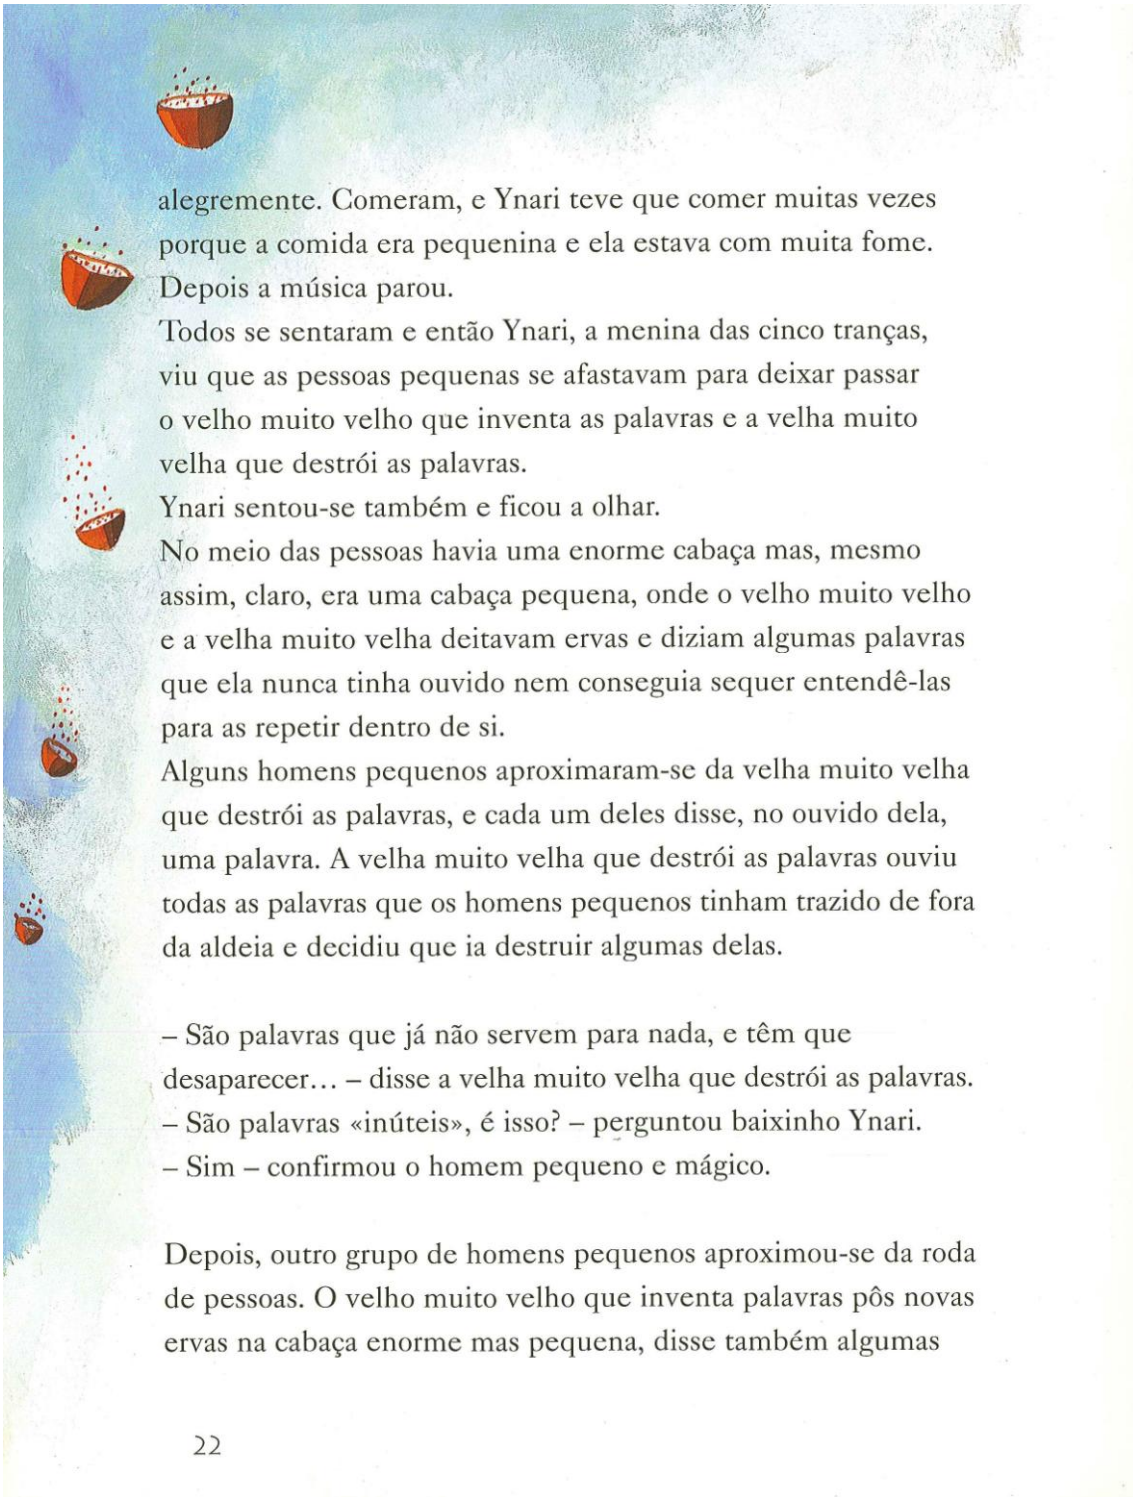 alegremente. Comeram, e Ynari teve que comer muitas vezes
porque a comida era pequenina e ela estava com muita fome.
Depois a música parou.
Todos se sentaram e então Ynari, a menina das cinco tranças,
viu que as pessoas pequenas se afastavam para deixar passar
o velho muito velho que inventa as palavras e a velha muito
velha que destrói as palavras.
Ynari sentou-se também e ficou a olhar.
No meio das pessoas havia uma enorme cabaça mas, mesmo
assim, claro, era uma cabaça pequena, onde o velho muito velho
e a velha muito velha deitavam ervas e diziam algumas palavras
que ela nunca tinha ouvido nem conseguia sequer entendê-las
para as repetir dentro de si.
Alguns homens pequenos aproximaram-se da velha muito velha
que destrói as palavras, e cada um deles disse, no ouvido dela,
uma palavra. A velha muito velha que destrói as palavras ouviu
todas as palavras que os homens pequenos tinham trazido de fora
da aldeia e decidiu que ia destruir algumas delas.
– São palavras que já não servem para nada, e têm que
desaparecer... – disse a velha muito velha que destrói as palavras.
– São palavras «inúteis», é isso? – perguntou baixinho Ynari.
– Sim – confirmou o homem pequeno e mágico.
Depois, outro grupo de homens pequenos aproximou-se da roda
de pessoas. O velho muito velho que inventa palavras pôs novas
ervas na cabaça enorme mas pequena, disse também algumas
22